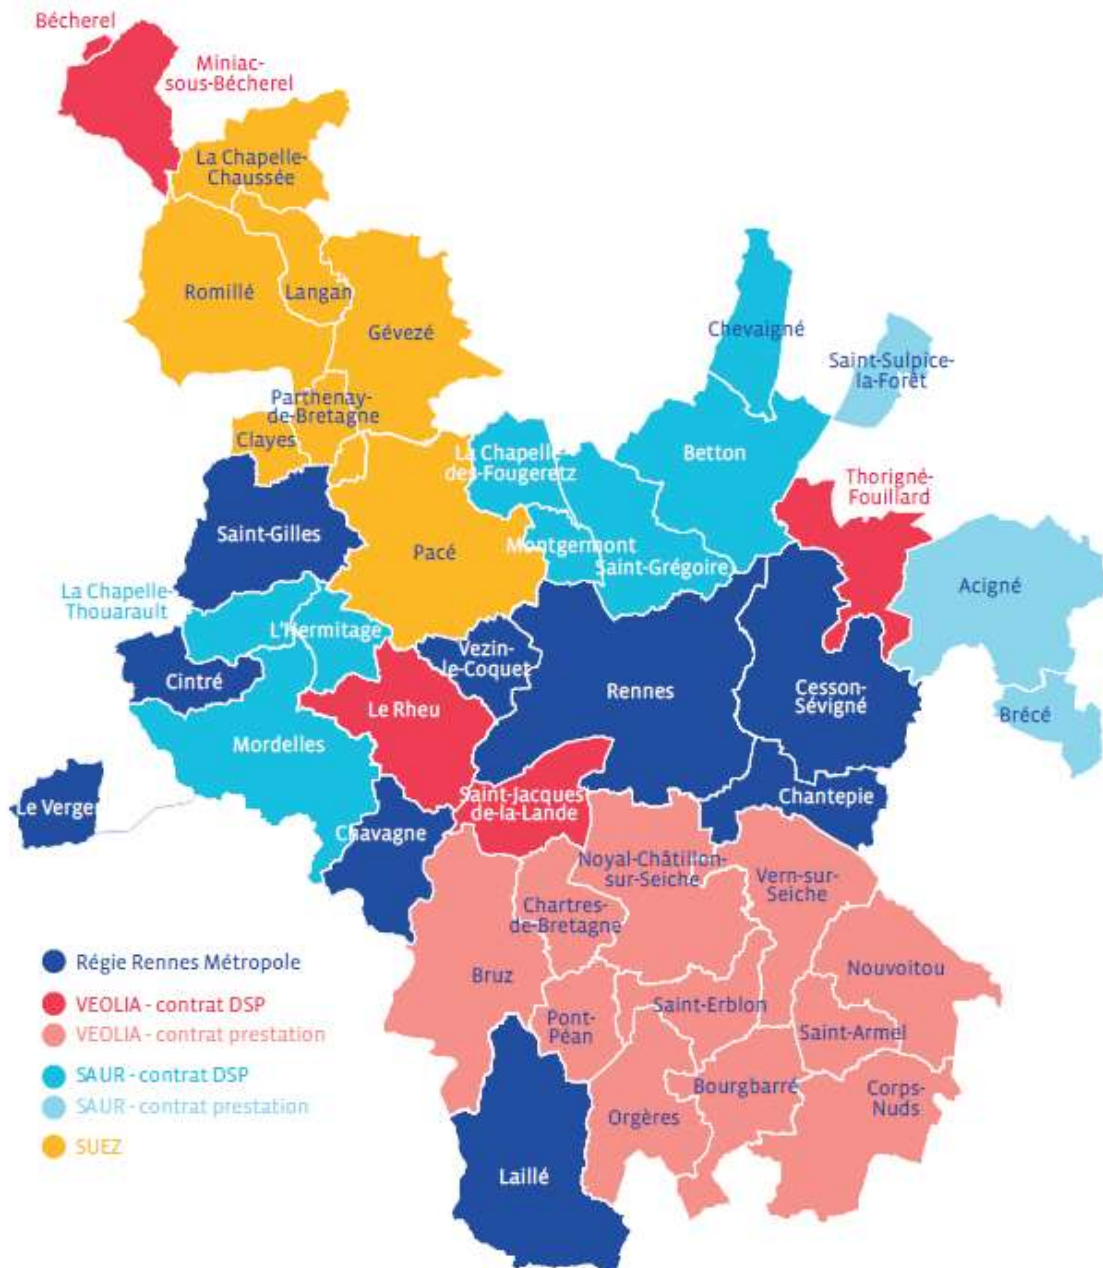 Bécherel
Miniac-
sous-Bécherel
La Chapelle-
Chaussée
Romillé
Langan
Gévezé
Chevaigné
Saint-Sulpice-
la-Forêt
Parthenay-
de-Bretagne
Clayes
La Chapelle
des-Fougeretz
Betton
Thorigné-
Fouillard
Saint-Gilles
Pacé
Montgermont
Saint-Grégoire
Acigné
La Chapelle-
Thouarault
L'Hermitage
Vezin-
le-Coquet
Cintré
Rennes
Cesson-
Sévigné
Le Rheu
Brécé
Mordelles
Le Verger
Saint-Jacques
de-la-Lande
Chantepie
Chavagne
Noyal-Châtillon-
sur-Seiche
Vern-sur-
Seiche
Chartres-
de-Bretagne
Bruz
Nouvoitou
Saint-Erblon
Pont-
Péan
Saint-Armel
Bourgbarré
Corps-
Nuds
Orgères
Laillé
Régie Rennes Métropole
VEOLIA - contrat DSP
VEOLIA - contrat prestation
SAUR - contrat DSP
SAUR - contrat prestation
SUEZ